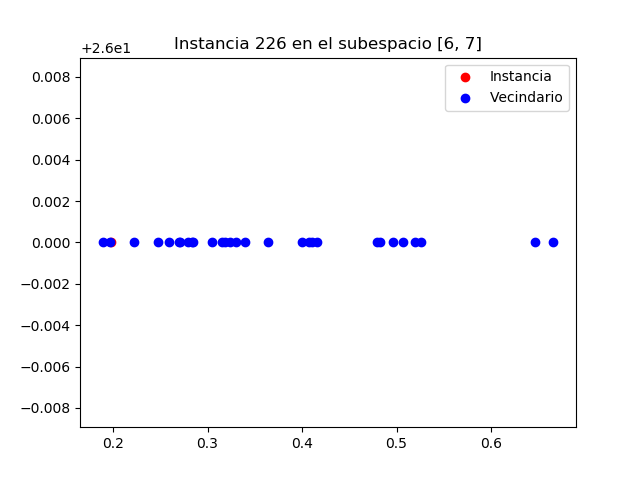 Instancia 226 en el subespacio [6, 7]
+2.6e1
0.008
0.006
0.004
0.002
0.000
−0.002
−0.004
−0.006
−0.008
Instancia
Vecindario
0.2 0.3 0.4 0.5 0.6